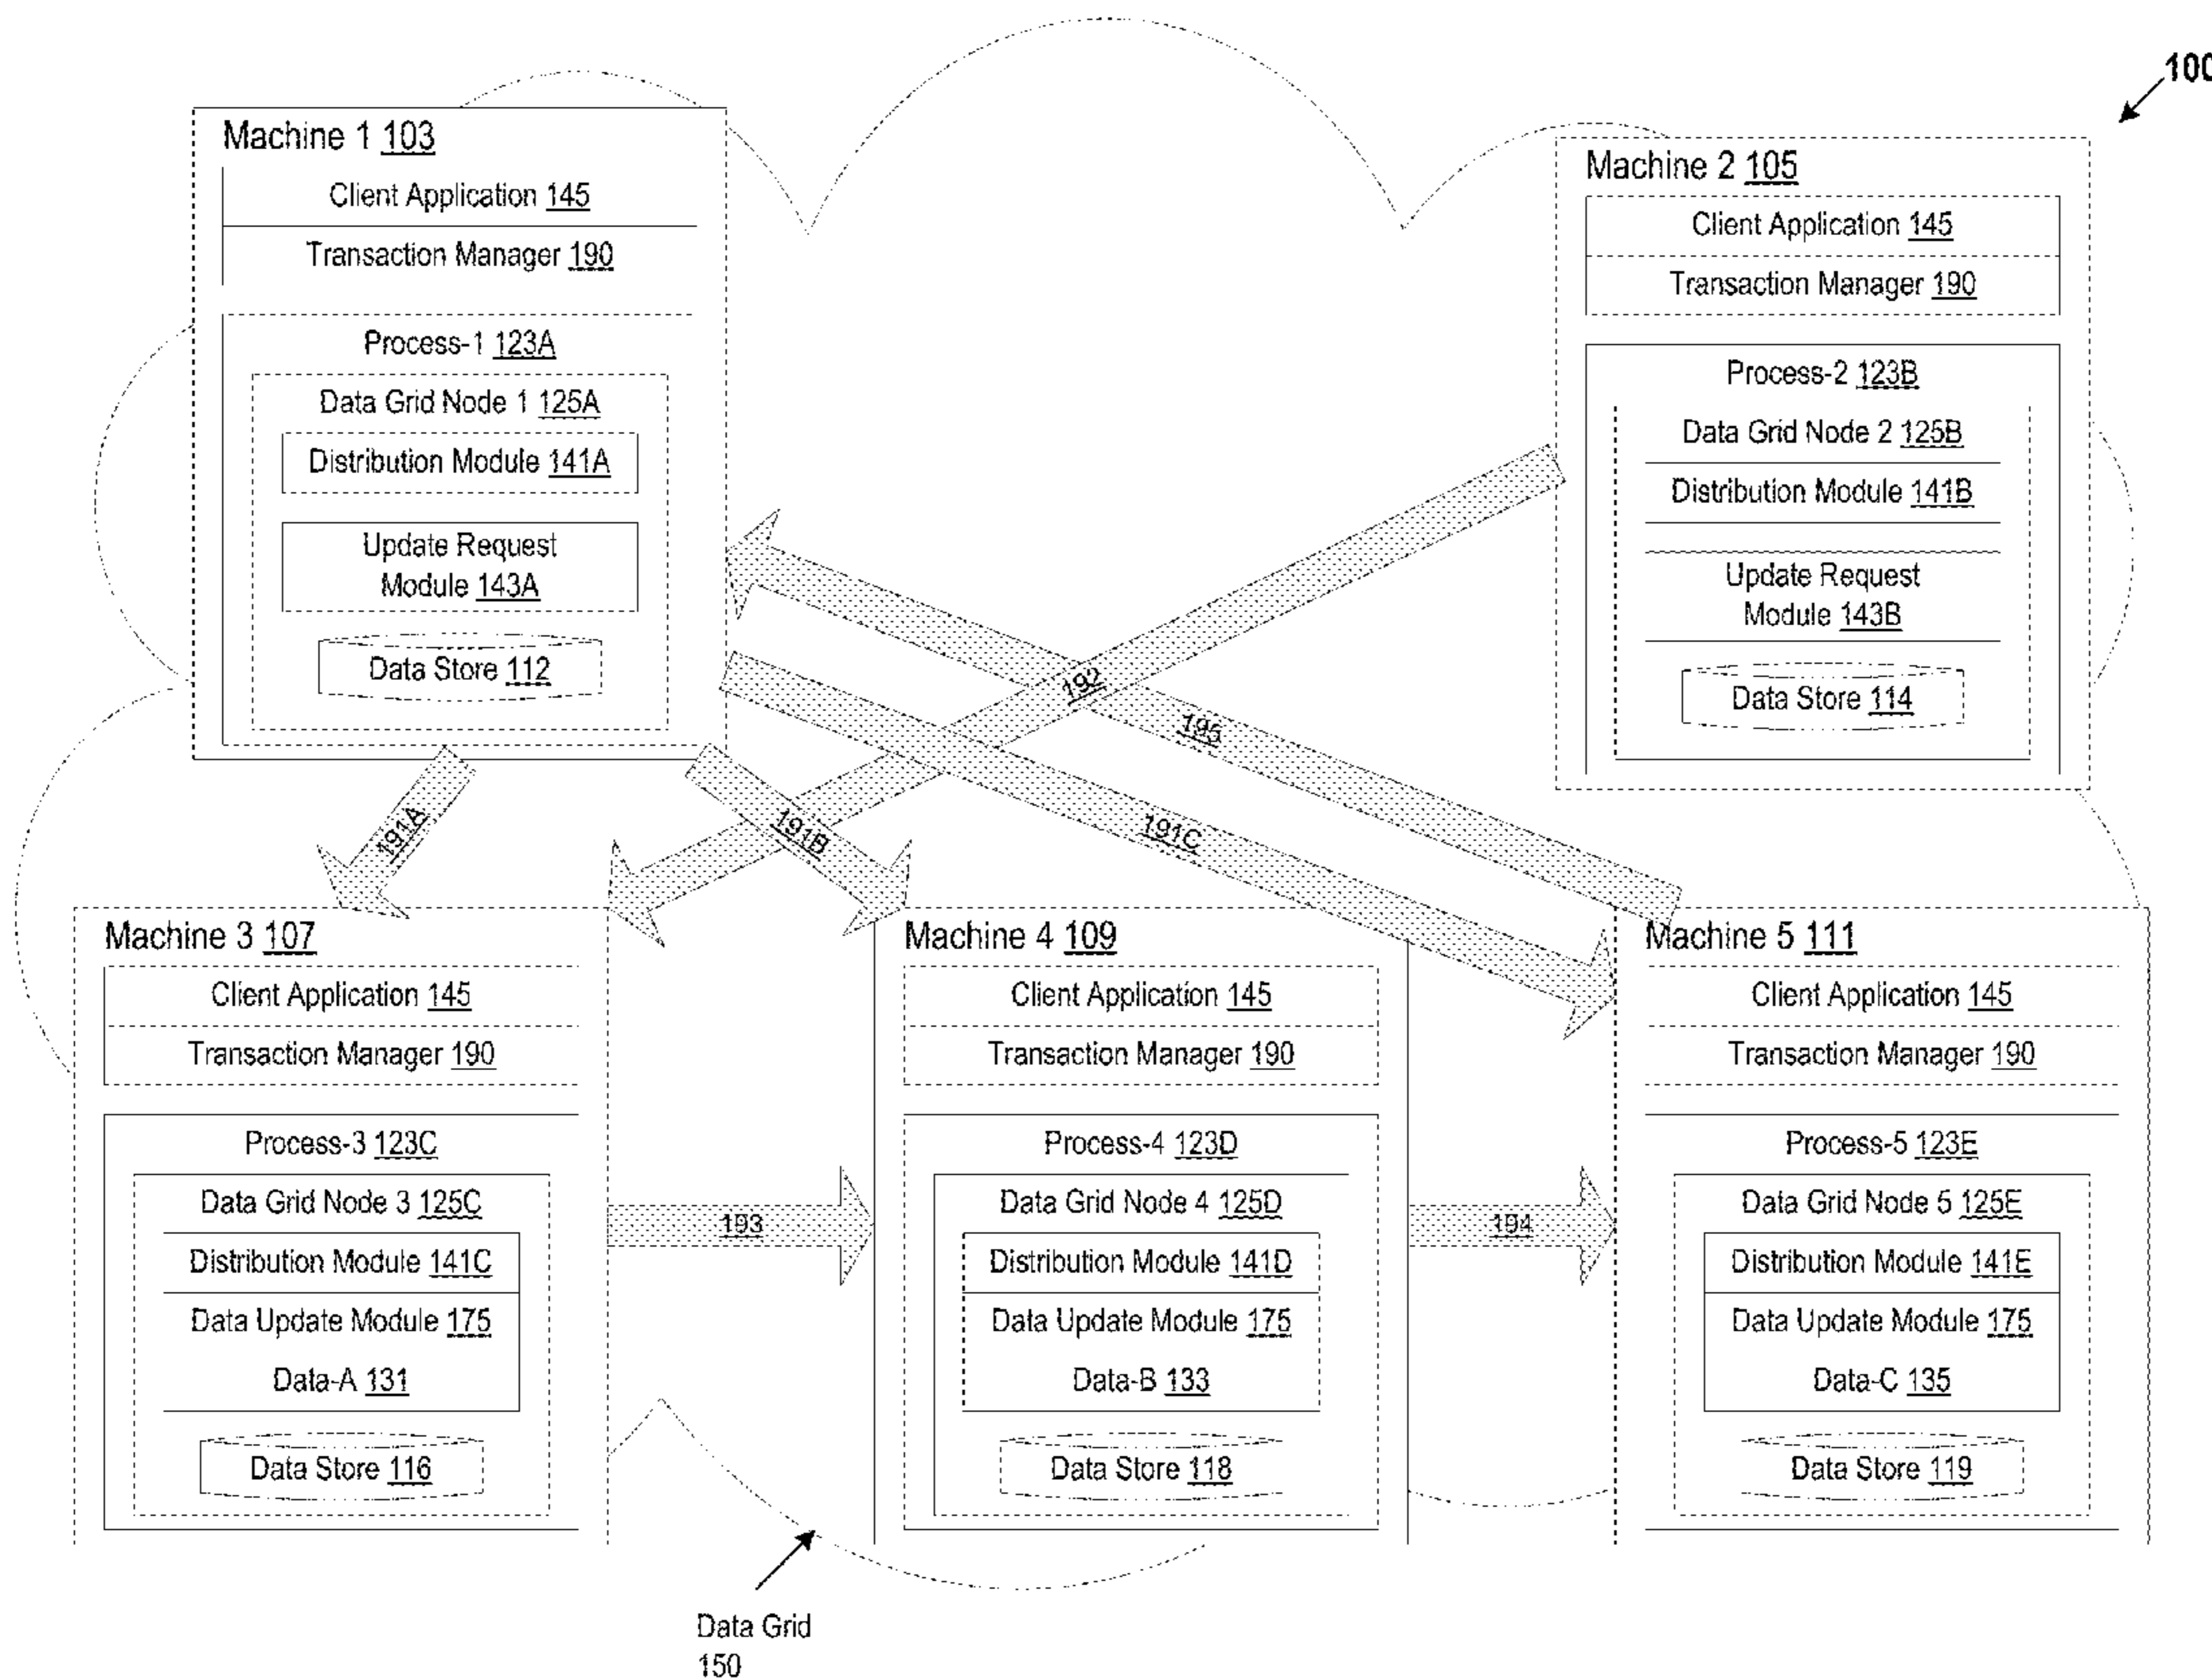 100
Machine 1 103
Client Application 145
Transaction Manager 190
Process-1 123A
Data Grid Node 1 125A
Distribution Module 141A
Update Request
Module 143A
Data Store 112
Machine 2 105
Client Application 145
Transaction Manager 190
Process-2 123B
Data Grid Node 2 125B
Distribution Module 141B
Update Request
Module 143B
Data Store 114
192
195
191A
191B
191C
Machine 3 107
Client Application 145
Transaction Manager 190
Process-3 123C
Data Grid Node 3 125C
Distribution Module 141C
Data Update Module 175
Data-A 131
Data Store 116
193
Machine 4 109
Client Application 145
Transaction Manager 190
Process-4 123D
Data Grid Node 4 125D
Distribution Module 141D
Data Update Module 175
Data-B 133
Data Store 118
194
Machine 5 111
Client Application 145
Transaction Manager 190
Process-5 123E
Data Grid Node 5 125E
Distribution Module 141E
Data Update Module 175
Data-C 135
Data Store 119
Data Grid
150